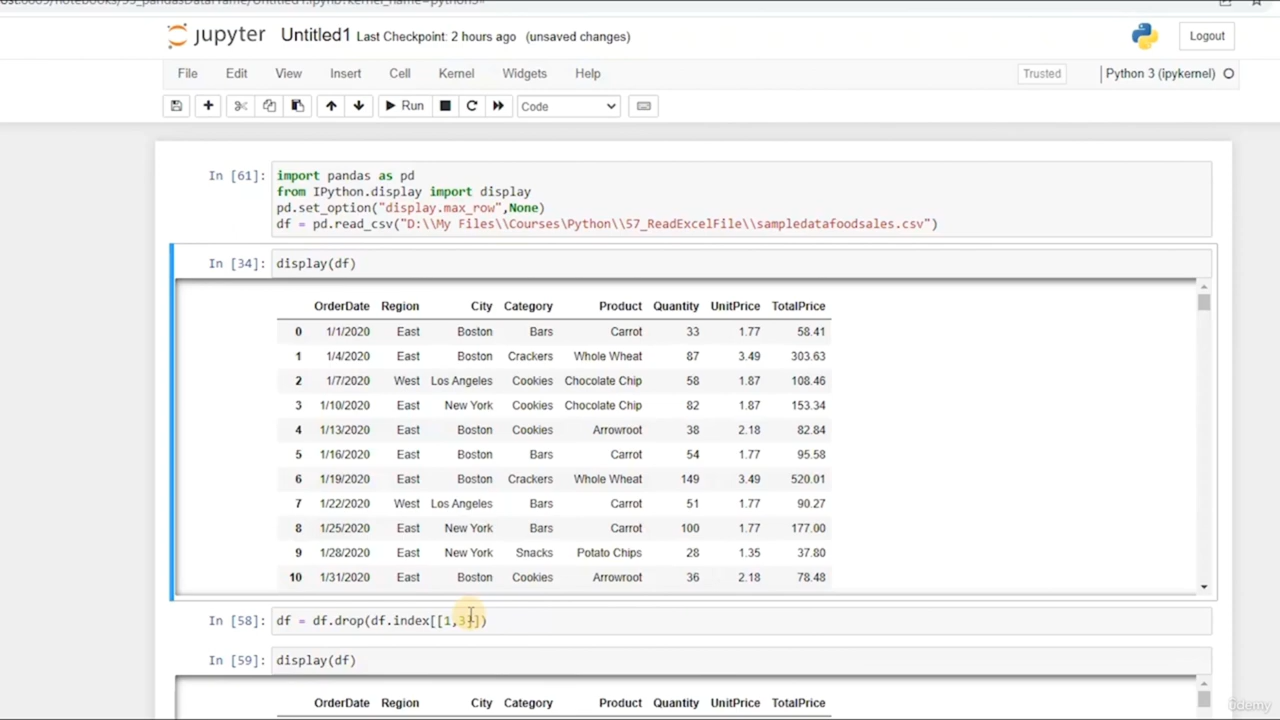 jupyter Untitled1 Last Checkpoint: 2 hours ago (unsaved changes) Logout
File Edit View Insert Cell Kernel Widgets Help Trusted Python 3 (ipykernel)
Run Code
In [61]: import pandas as pd
from IPython.display import display
pd.set_option("display.max_row",None)
df = pd.read_csv("D:\\My Files\\Courses\Python\\57_ReadExcelFile\\sampledatafoodsales.csv")
In [34]: display(df)
OrderDate Region City Category Product Quantity UnitPrice TotalPrice
0 1/1/2020 East Boston Bars Carrot 33 1.77 58.41
1 1/4/2020 East Boston Crackers Whole Wheat 87 3.49 303.63
2 1/7/2020 West Los Angeles Cookies Chocolate Chip 58 1.87 108.46
3 1/10/2020 East New York Cookies Chocolate Chip 82 1.87 153.34
4 1/13/2020 East Boston Cookies Arrowroot 38 2.18 82.84
5 1/16/2020 East Boston Bars Carrot 54 1.77 95.58
6 1/19/2020 East Boston Crackers Whole Wheat 149 3.49 520.01
7 1/22/2020 West Los Angeles Bars Carrot 51 1.77 90.27
8 1/25/2020 East New York Bars Carrot 100 1.77 177.00
9 1/28/2020 East New York Snacks Potato Chips 28 1.35 37.80
10 1/31/2020 East Boston Cookies Arrowroot 36 2.18 78.48
In [58]: df = df.drop(df.index[[1,3]])
In [59]: display(df)
OrderDate Region City Category Product Quantity UnitPrice TotalPrice
ûdemy